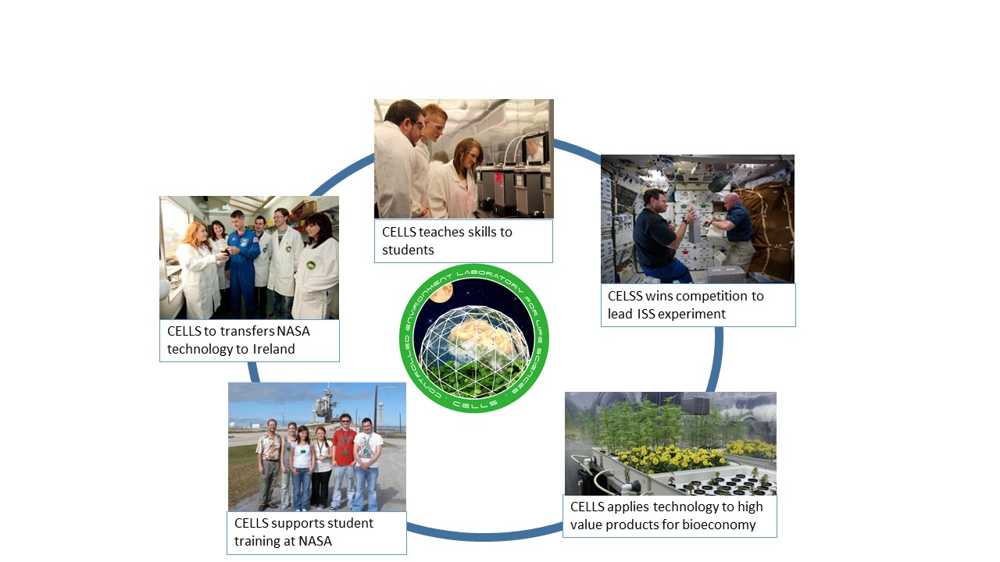 CELLS teaches skills to
students
CELSS wins competition to
lead ISS experiment
CELLS to transfers NASA
technology to Ireland
CONTROLLED ENVIRONMENT LABORATORY FOR LIFE SCIENCES
· CELLS ·
CELLS applies technology to high
value products for bioeconomy
CELLS supports student
training at NASA